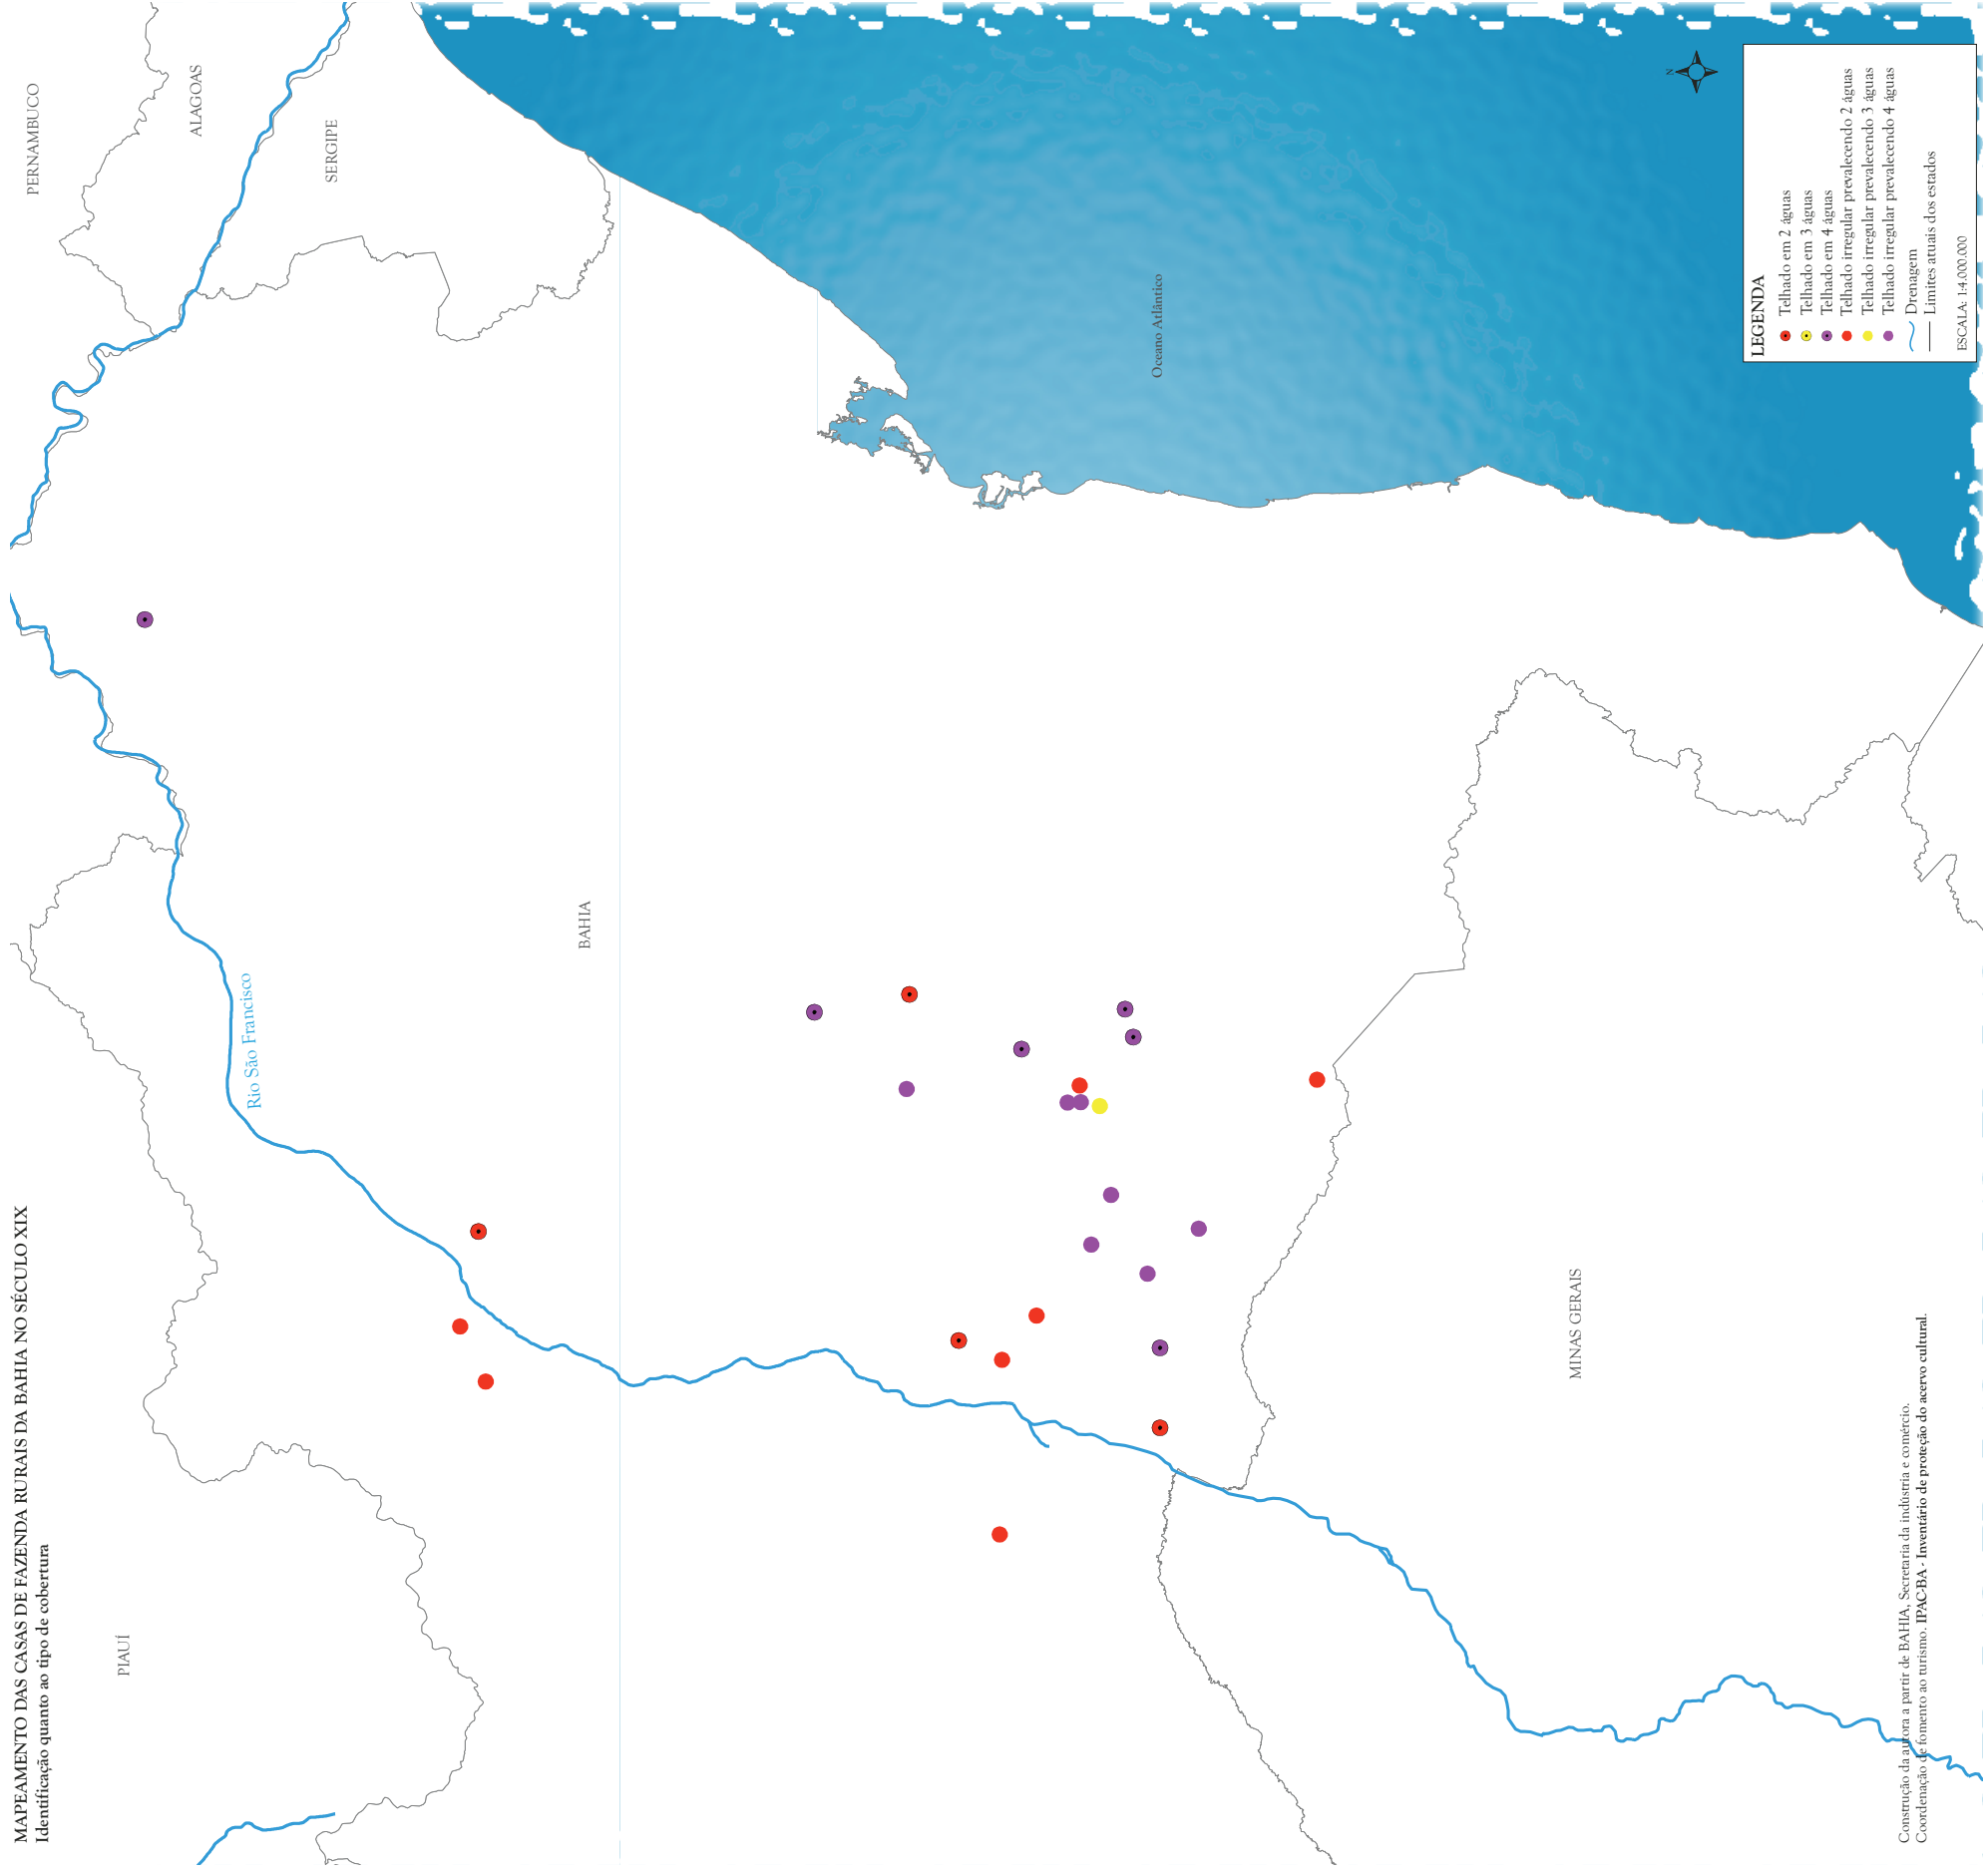 MAPEAMENTO DAS CASAS DE FAZENDA RURAIS DA BAHIA NO SÉCULO XIX
Identificação quanto ao tipo de cobertura
PERNAMBUCO
ALAGOAS
SERGIPE
PIAUÍ
Rio São Francisco
BAHIA
Oceano Atlântico
MINAS GERAIS
N
LEGENDA
Telhado em 2 águas
Telhado em 3 águas
Telhado em 4 águas
Telhado irregular prevalecendo 2 águas
Telhado irregular prevalecendo 3 águas
Telhado irregular prevalecendo 4 águas
Drenagem
Limites atuais dos estados
ESCALA: 1:4.000.000
Construção da autora a partir de BAHIA, Secretaria da indústria e comércio.
Coordenação de fomento ao turismo. IPAC-BA - Inventário de proteção do acervo cultural.